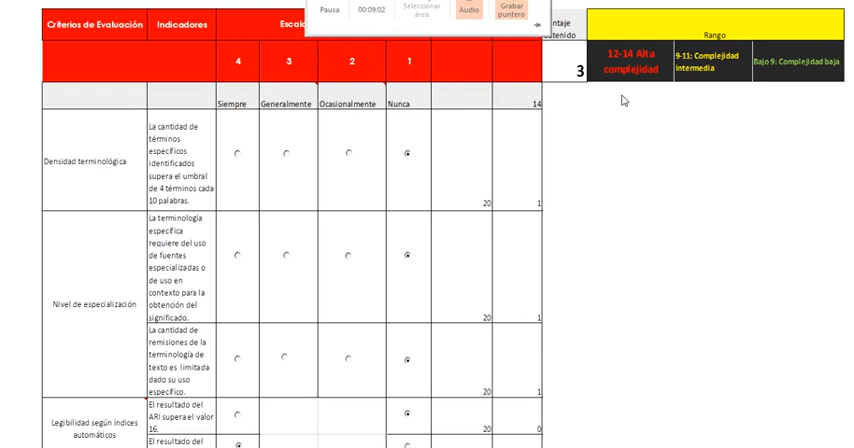 Pausa 00:09:02 Seleccionar área Audio Grabar puntero
Criterios de Evaluación Indicadores
Rango
4 3 2 1 3 12-14 Alta complejidad 9-11: Complejidad Intermedia Bajo 9: Complejidad baja
Siempre Generalmente Ocasionalmente Nunca 14
Densidad terminológica
La cantidad de
términos
específicos
identificados
supera el umbral
de 4 términos cada
10 palabras.
20 1
Nivel de especialización
La terminología
específica
requiere del uso
de fuentes
especializadas o
de uso en
contexto para la
obtención del
significado.
20 1
La cantidad de
remisiones de la
terminología de
texto es limitada
dado su uso
específico.
20 1
Legibilidad según índices
automáticos
El resultado del
ARI supera el valor
16.
20 0
El resultado del